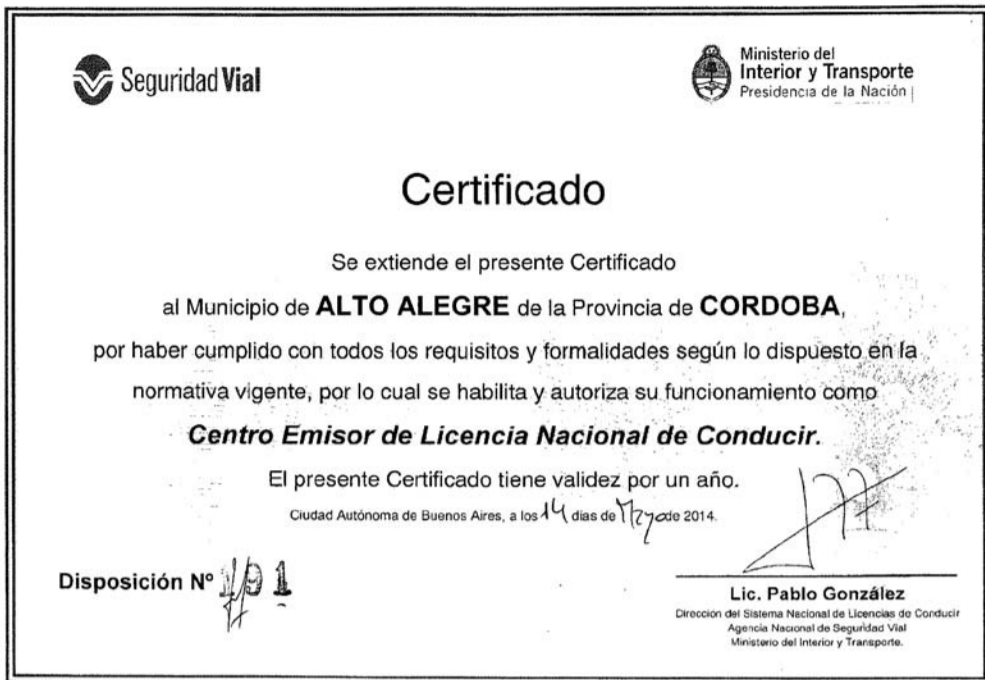 Seguridad Vial
Ministerio del
Interior y Transporte
Presidencia de la Nación
Certificado
Se extiende el presente Certificado
al Municipio de ALTO ALEGRE de la Provincia de CORDOBA,
por haber cumplido con todos los requisitos y formalidades según lo dispuesto en la
normativa vigente, por lo cual se habilita y autoriza su funcionamiento como
Centro Emisor de Licencia Nacional de Conducir.
El presente Certificado tiene validez por un año.
Ciudad Autónoma de Buenos Aires, a los 14 dias de Mayo de 2014.
Disposición Nº 191
Lic. Pablo González
Dirección del Sistema Nacional de Licencias de Conducir
Agencia Nacional de Seguridad Vial
Ministerio del Interior y Transporte.